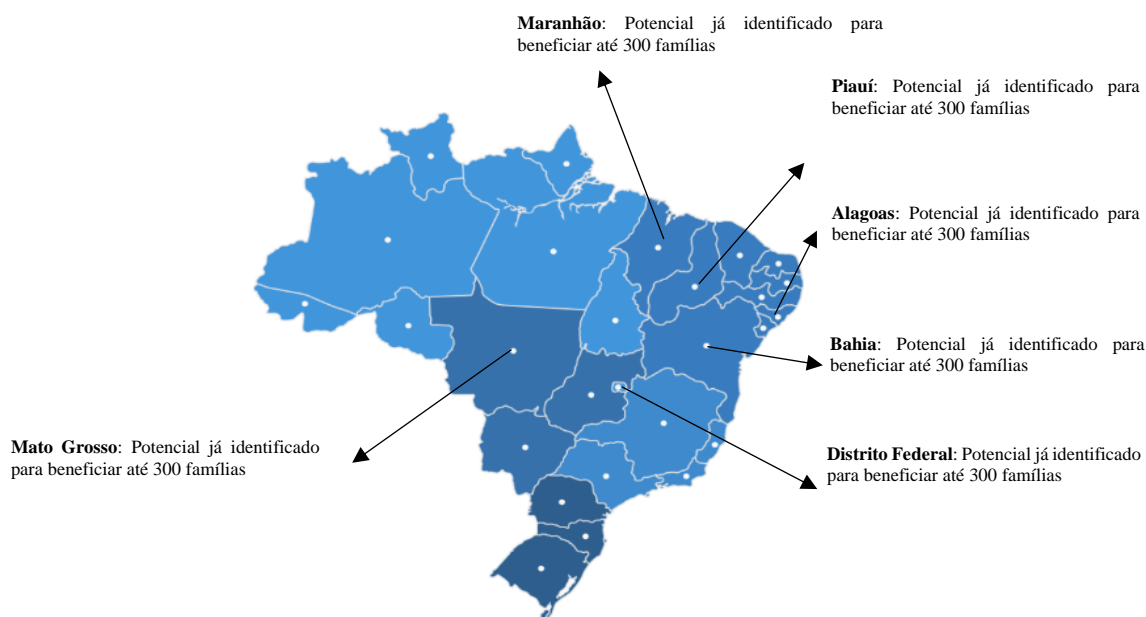 Maranhão: Potencial já identificado para
beneficiar até 300 famílias
Piauí: Potencial já identificado para
beneficiar até 300 famílias
Alagoas: Potencial já identificado para
beneficiar até 300 famílias
Bahia: Potencial já identificado para
beneficiar até 300 famílias
Mato Grosso: Potencial já identificado
para beneficiar até 300 famílias
Distrito Federal: Potencial já identificado
para beneficiar até 300 famílias